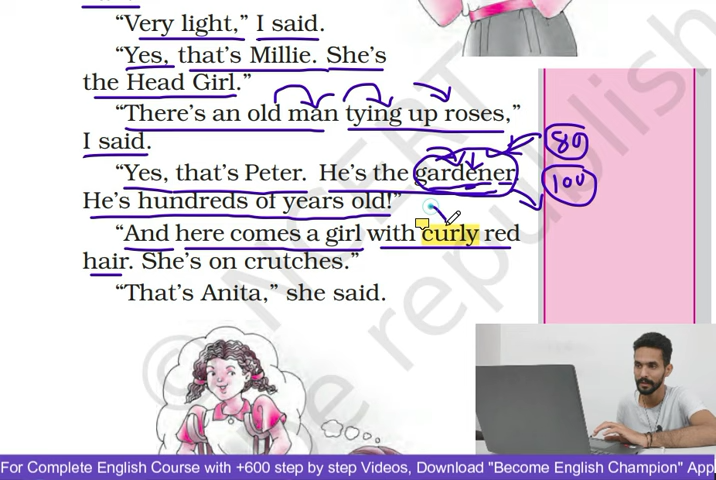 "Very light," I said.
"Yes, that's Millie. She's
the Head Girl."
"There's an old man tying up roses,"
I said.
80
"Yes, that's Peter. He's the gardener
100
He's hundreds of years old!"
"And here comes a girl with curly red
hair. She's on crutches."
"That's Anita," she said.
© NCERT
be republish
For Complete English Course with +600 step by step Videos, Download "Become English Champion" App